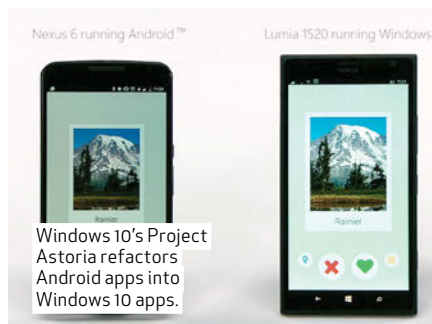 Nexus 6 running Android™
Lumia 1520 running Windows
NOKIA
Rainier
Rainier
Windows 10's Project
Astoria refactors
Android apps into
Windows 10 apps.